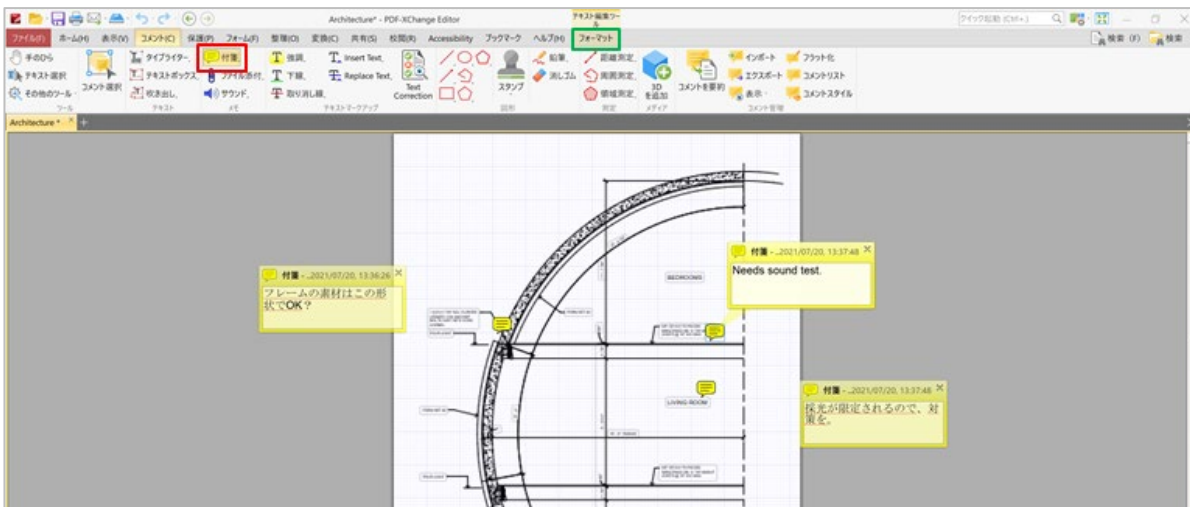 Architecture* - PDF-XChange Editor
テキスト編集ツール
クイック起動 (Ctrl+.)
ファイル(F) ホーム(H) 表示(V) コメント(C) 保護(P) フォーム(F) 整理(O) 変換(C) 共有(S) 校閲(R) Accessibility ブックマーク ヘルプ(H) フォーマット
検索 (F) 検索
手のひら タイプライター、 付箋、 強調、 Insert Text、 鉛筆、 距離測定、 インポート フラット化
テキスト選択 テキストボックス、 ファイル添付、 下線、 Replace Text、 消しゴム 周囲測定、 エクスポート コメントリスト
その他のツール コメント選択 吹き出し、 サウンド、 取り消し線、 Text Correction スタンプ 領域測定、 3Dを追加 コメントを要約 表示 コメントスタイル
ツール テキスト メモ テキストマークアップ 図形 測定 メディア コメント管理
Architecture *
付箋 - ..2021/07/20, 13:37:48
Needs sound test.
付箋 - ..2021/07/20, 13:36:26
フレームの素材はこの形
状でOK？
BEDROOMS
付箋 - ..2021/07/20, 13:37:48
採光が限定されるので、対
策を。
LIVING ROOM